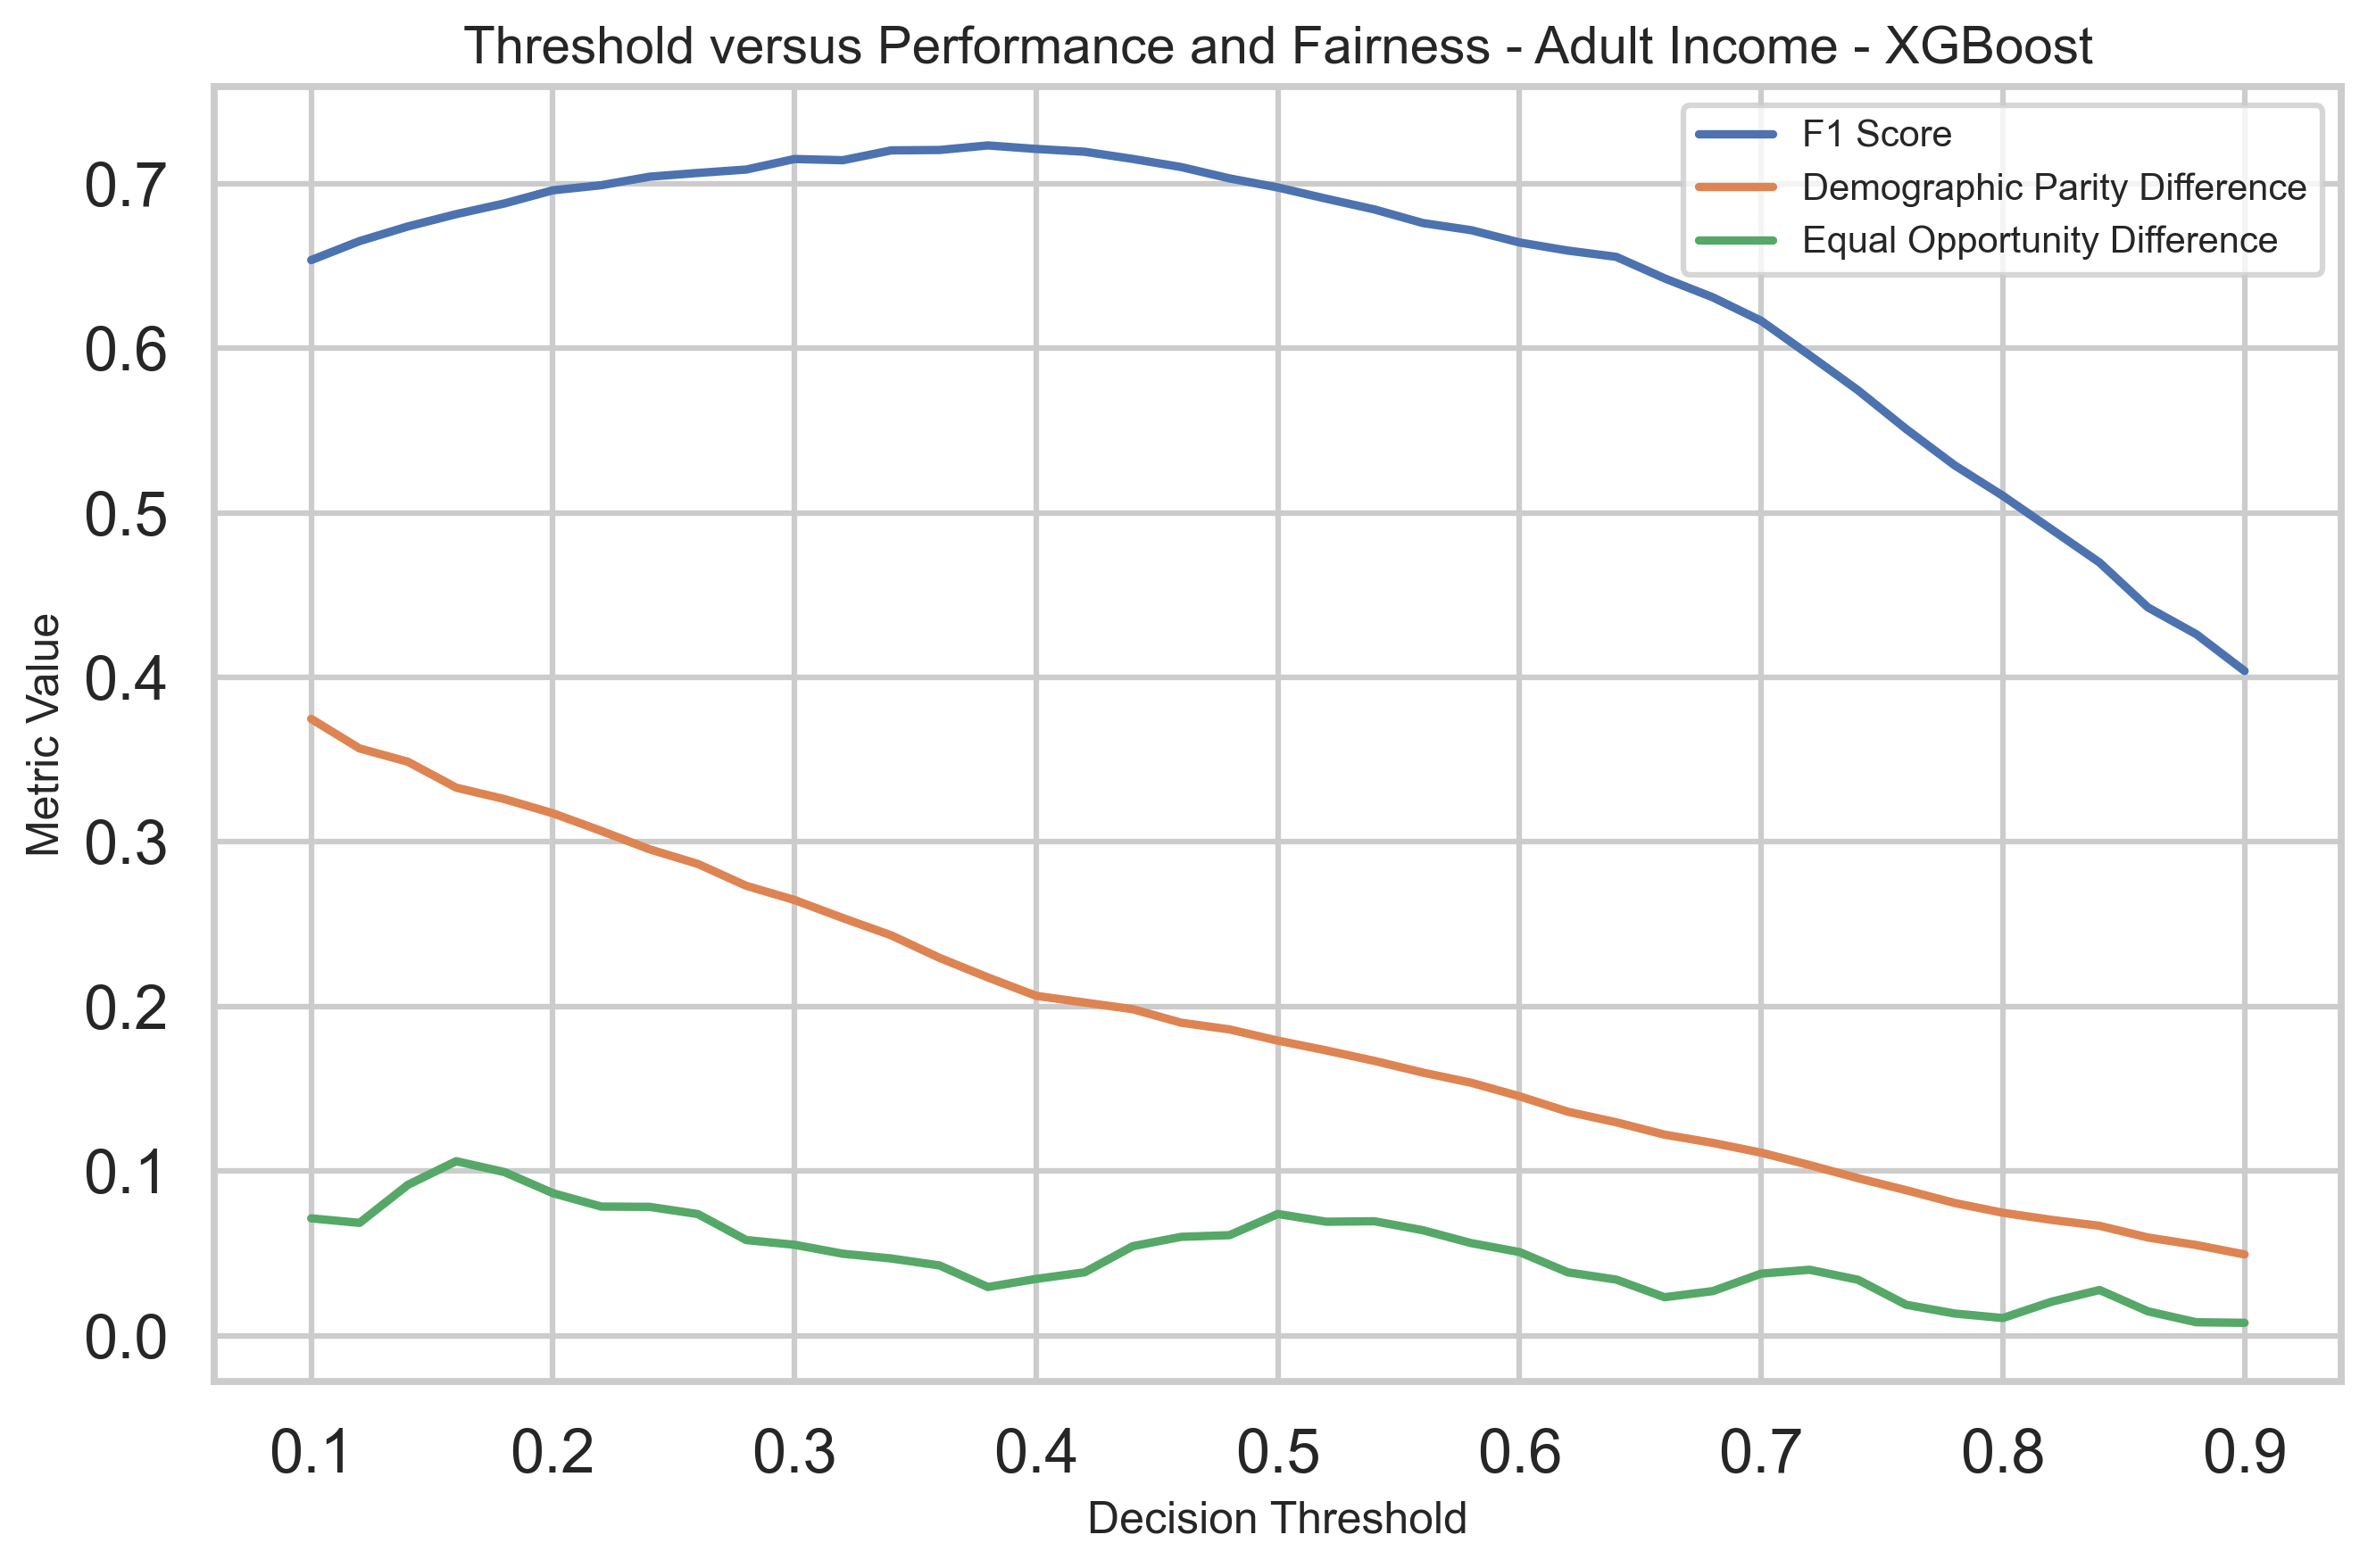 Threshold versus Performance and Fairness - Adult Income - XGBoost
F1 Score
Demographic Parity Difference
Equal Opportunity Difference
Metric Value
0.7
0.6
0.5
0.4
0.3
0.2
0.1
0.0
0.1 0.2 0.3 0.4 0.5 0.6 0.7 0.8 0.9
Decision Threshold